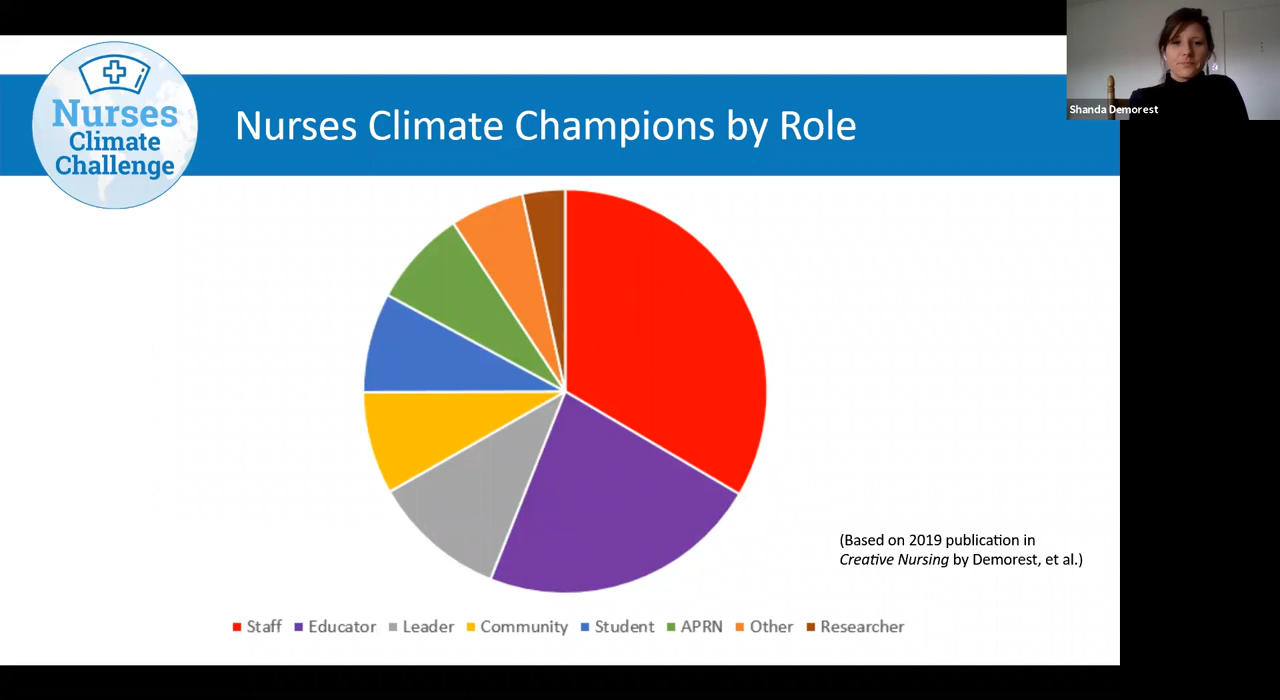 Nurses
Climate
Challenge
Nurses Climate Champions by Role
Shanda Demorest
(Based on 2019 publication in
Creative Nursing by Demorest, et al.)
Staff Educator Leader Community Student APRN Other Researcher